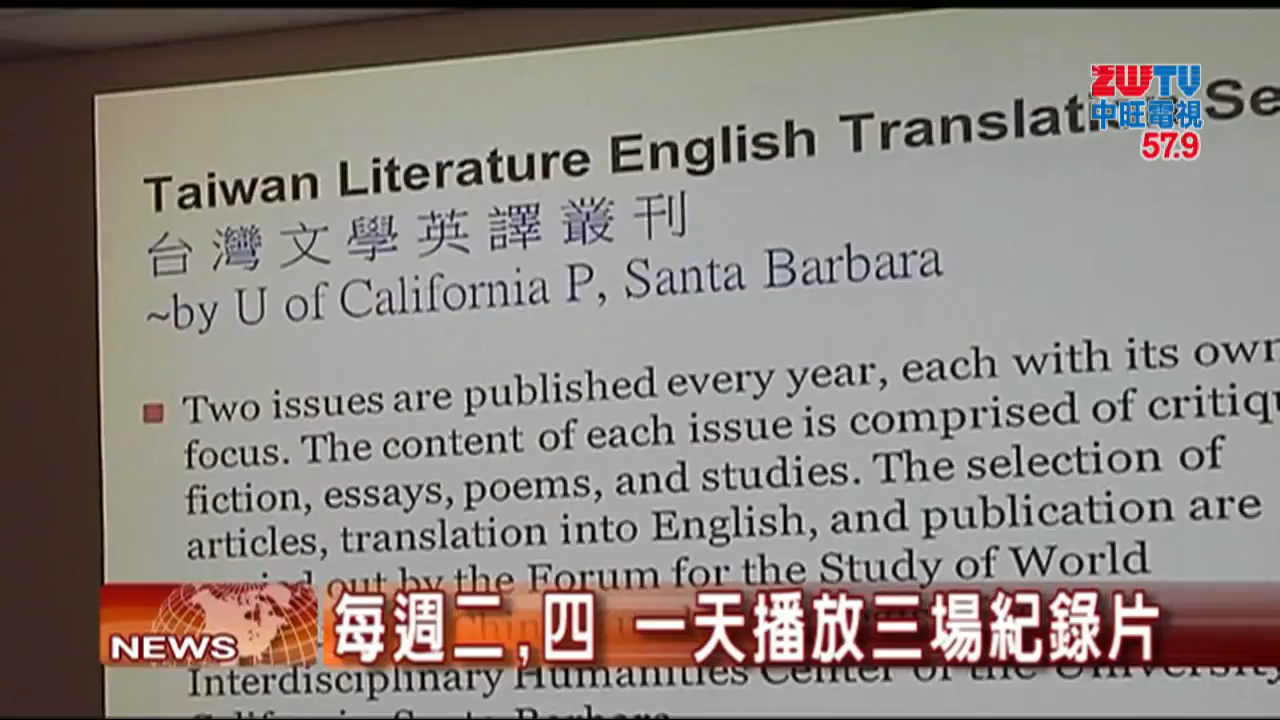 ZWTV
中旺電視
57.9
Taiwan Literature English Se
台灣文學英譯叢刊
~by U of California P, Santa Barbara
Two issues are published every year, each with its own
focus. The content of each issue is comprised of
fiction, essays, poems, and studies. The selection of
articles, translation into English, and publication are
out by the Forum for the Study of World
NEWS
每週二,四 一天播放三場紀錄片
Interdisciplinary Humanities Center of the University